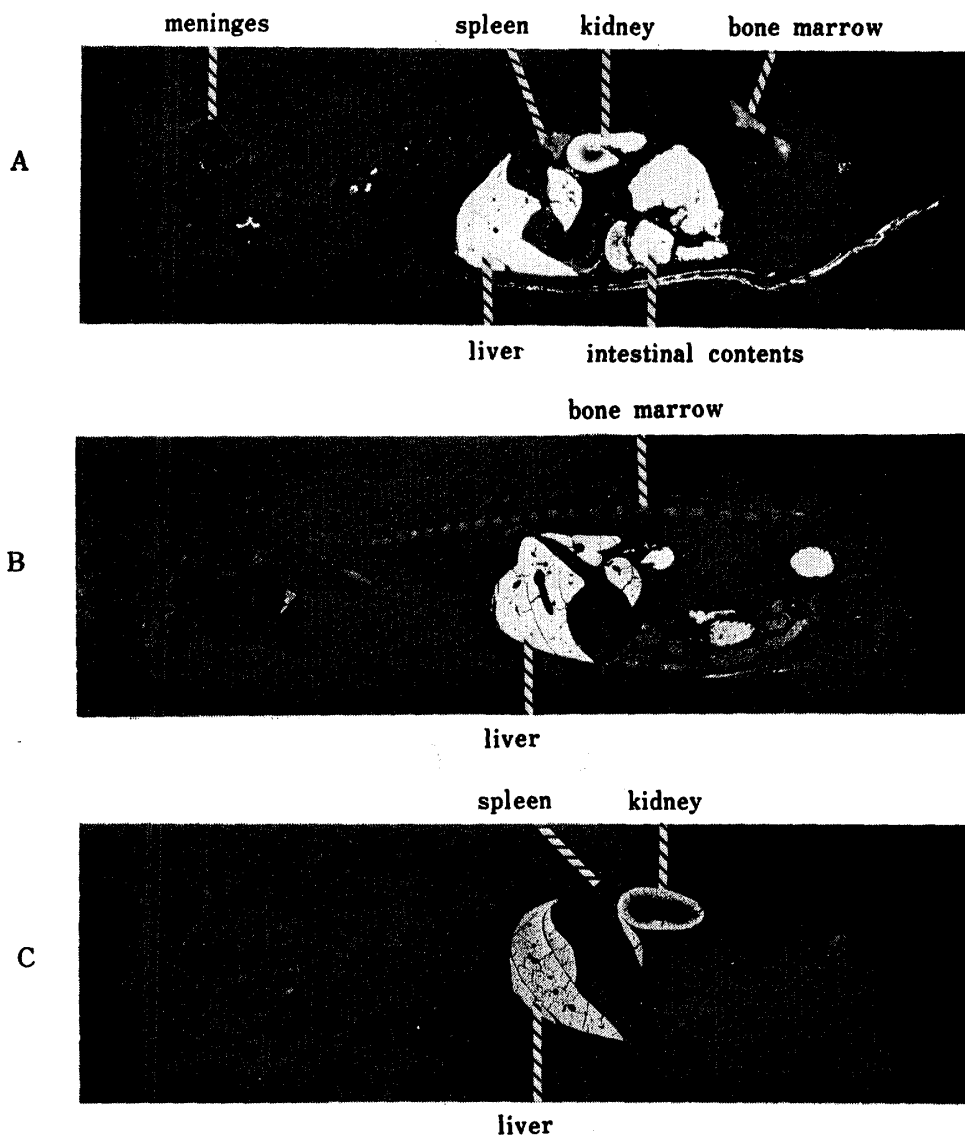 meninges spleen kidney bone marrow
A
liver intestinal contents
bone marrow
B
liver
spleen kidney
C
liver